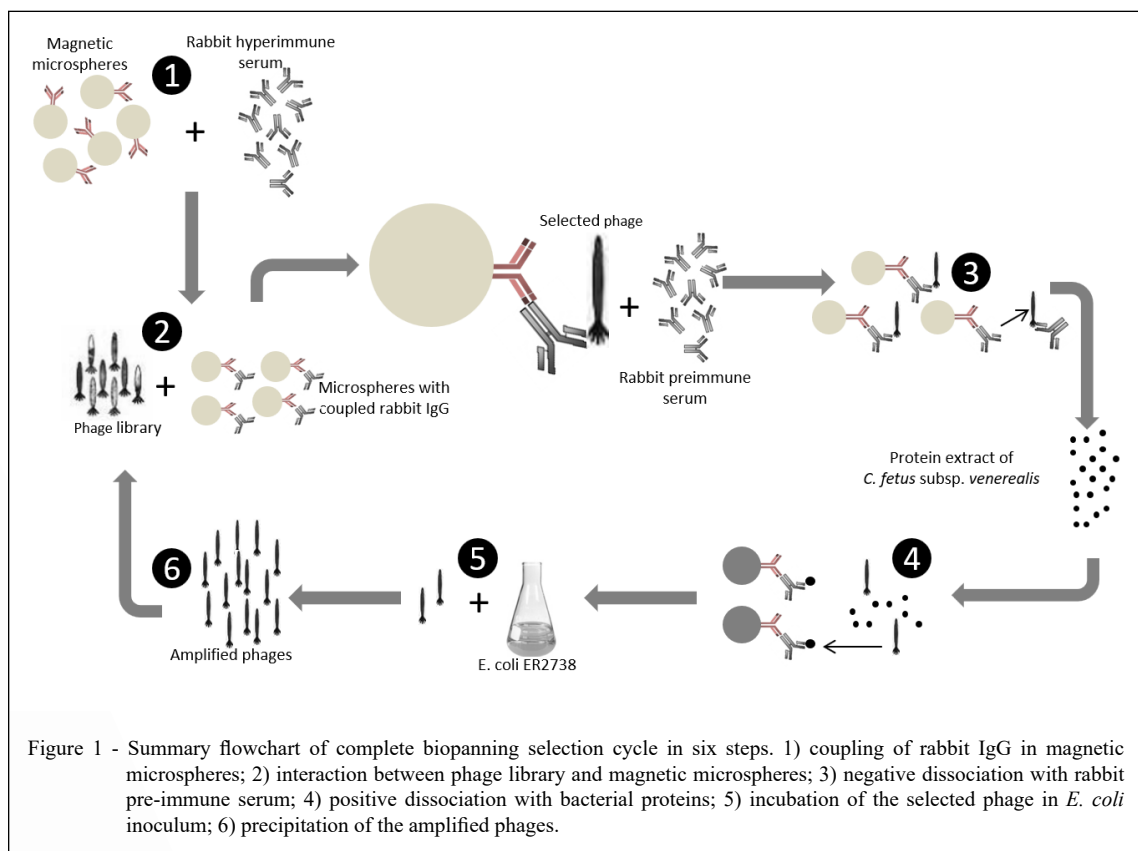 Magnetic
microspheres
1
+
Rabbit hyperimmune
serum
2
+
Phage library
Microspheres with
coupled rabbit IgG
Selected phage
+
Rabbit preimmune
serum
3
Protein extract of
C. fetus subsp. venerealis
4
5
+
E. coli ER2738
6
Amplified phages
Figure 1 - Summary flowchart of complete biopanning selection cycle in six steps. 1) coupling of rabbit IgG in magnetic
microspheres; 2) interaction between phage library and magnetic microspheres; 3) negative dissociation with rabbit
pre-immune serum; 4) positive dissociation with bacterial proteins; 5) incubation of the selected phage in E. coli
inoculum; 6) precipitation of the amplified phages.